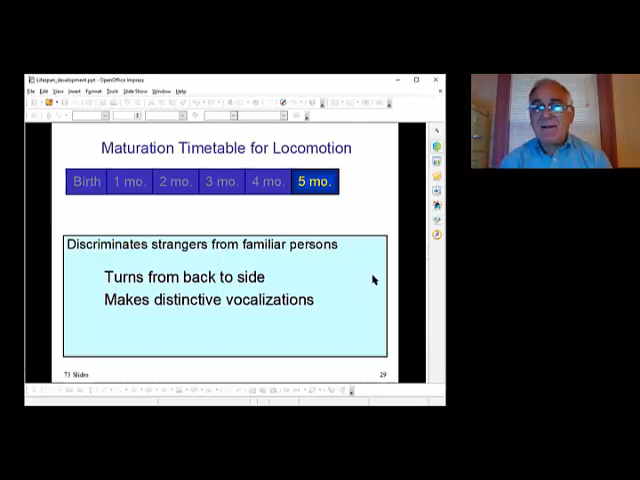 Lifespan_development.ppt - OpenOffice Impress
File Edit View Insert Format Tools Slide Show Window Help
Maturation Timetable for Locomotion
Birth 1 mo. 2 mo. 3 mo. 4 mo. 5 mo.
Discriminates strangers from familiar persons
Turns from back to side
Makes distinctive vocalizations
73 Slides 29